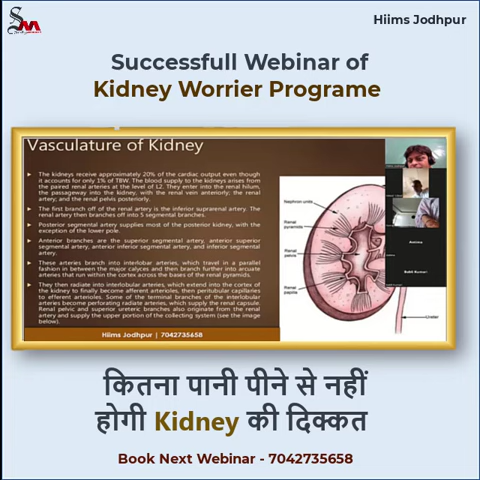 SM
Hiims Jodhpur
Successfull Webinar of
Kidney Worrier Programe
Vasculature of Kidney
The kidneys receive approximately 20% of the cardiac output even though
it accounts for only 1% of TBW. The blood supply to the kidneys arises from
the paired renal arteries at the level of L2. They enter into the renal hilum,
the passageway into the kidney, with the renal vein anteriorly; the renal
artery; and the renal pelvis posteriorly.
The first branch off of the renal artery is the inferior suprarenal artery. The
renal artery then branches off into 5 segmental branches.
Posterior segmental artery supplies most of the posterior kidney, with the
exception of the lower pole.
Anterior branches are the superior segmental artery, anterior superior
segmental artery, anterior inferior segmental artery, and inferior segmental
artery.
These arteries branch into interlobar arteries, which travel in a parallel
fashion in between the major calyces and then branch further into arcuate
arteries that run within the cortex across the bases of the renal pyramids.
They then radiate into interlobular arteries, which extend into the cortex of
the kidney to finally become afferent arterioles, then peritubular capillaries
to efferent arterioles. Some of the terminal branches of the interlobular
arteries become perforating radiate arteries, which supply the renal capsule.
Renal pelvic and superior ureteric branches also originate from the renal
artery and supply the upper portion of the collecting system (see the image
below).
Hiims Jodhpur | 7042735658
Nephron units
Renal
pyramids
Renal
pelvis
Renal
papilla
Ureter
कितना पानी पीने से नहीं
होगी Kidney की दिक्कत
Book Next Webinar - 7042735658